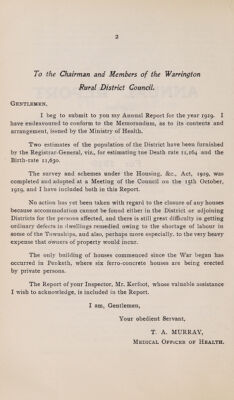 2
To the Chairman and Members of the Warrington
Rural District Council.
GENTLEMEN,
I beg to submit to you my Annual Report for the year 1919. I
have endeavoured to conform to the Memorandum, as to its contents and
arrangement, issued by the Ministry of Health.
Two estimates of the population of the District have been furnished
by the Registrar-General, viz., for estimating the Death rate 11,164 and the
Birth-rate 11,630.
The survey and schemes under the Housing, &c., Act, 1919, was
completed and adopted at a Meeting of the Council on the 15th October,
1919, and I have included both in this Report.
No action has yet been taken with regard to the closure of any houses
because accommodation cannot be found either in the District or adjoining
Districts for the persons affected, and there is still great difficulty in getting
ordinary defects in dwellings remedied owing to the shortage of labour in
some of the Townships, and also, perhaps more especially, to the very heavy
expense that owners of property would incur.
The only building of houses commenced since the War began has
occurred in Penketh, where six ferro-concrete houses are being erected
by private persons.
The Report of your Inspector, Mr. Kerfoot, whose valuable assistance
I wish to acknowledge, is included in the Report.
I am, Gentlemen,
Your obedient Servant,
T. A. MURRAY,
MEDICAL OFFICER OF HEALTH.